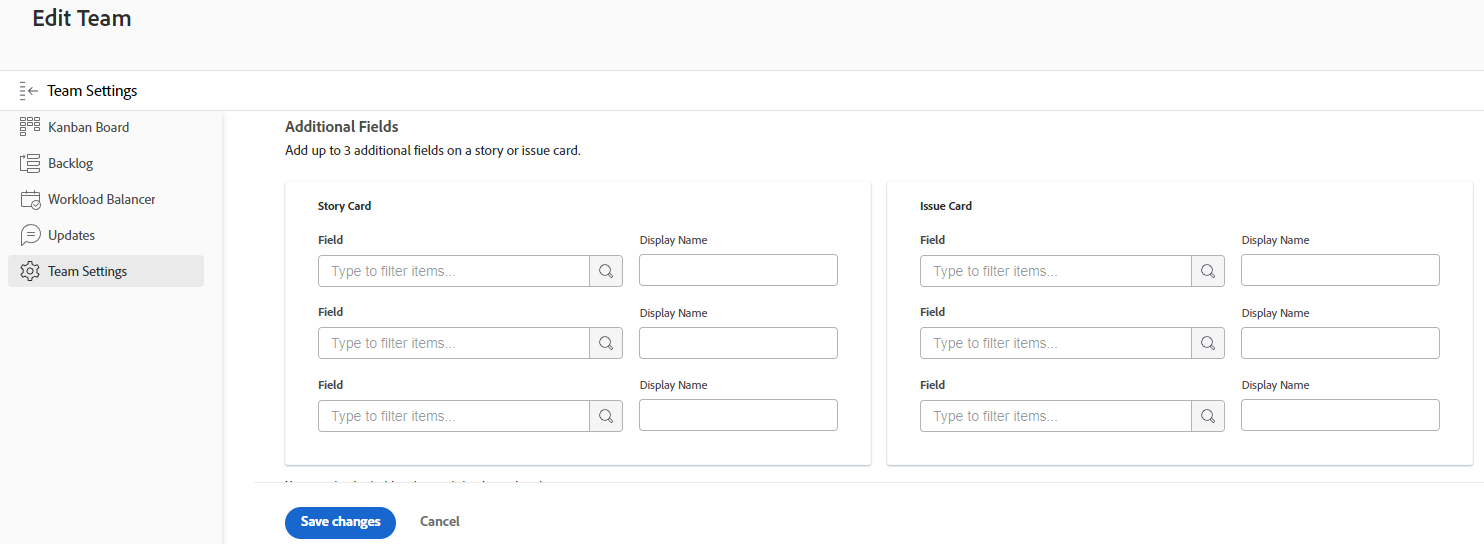 Edit Team
Team Settings
Kanban Board
Backlog
Workload Balancer
Updates
Team Settings
Additional Fields
Add up to 3 additional fields on a story or issue card.
Story Card
Field Display Name
Type to filter items...
Field Display Name
Type to filter items...
Field Display Name
Type to filter items...
Issue Card
Field Display Name
Type to filter items...
Field Display Name
Type to filter items...
Field Display Name
Type to filter items...
Save changes Cancel